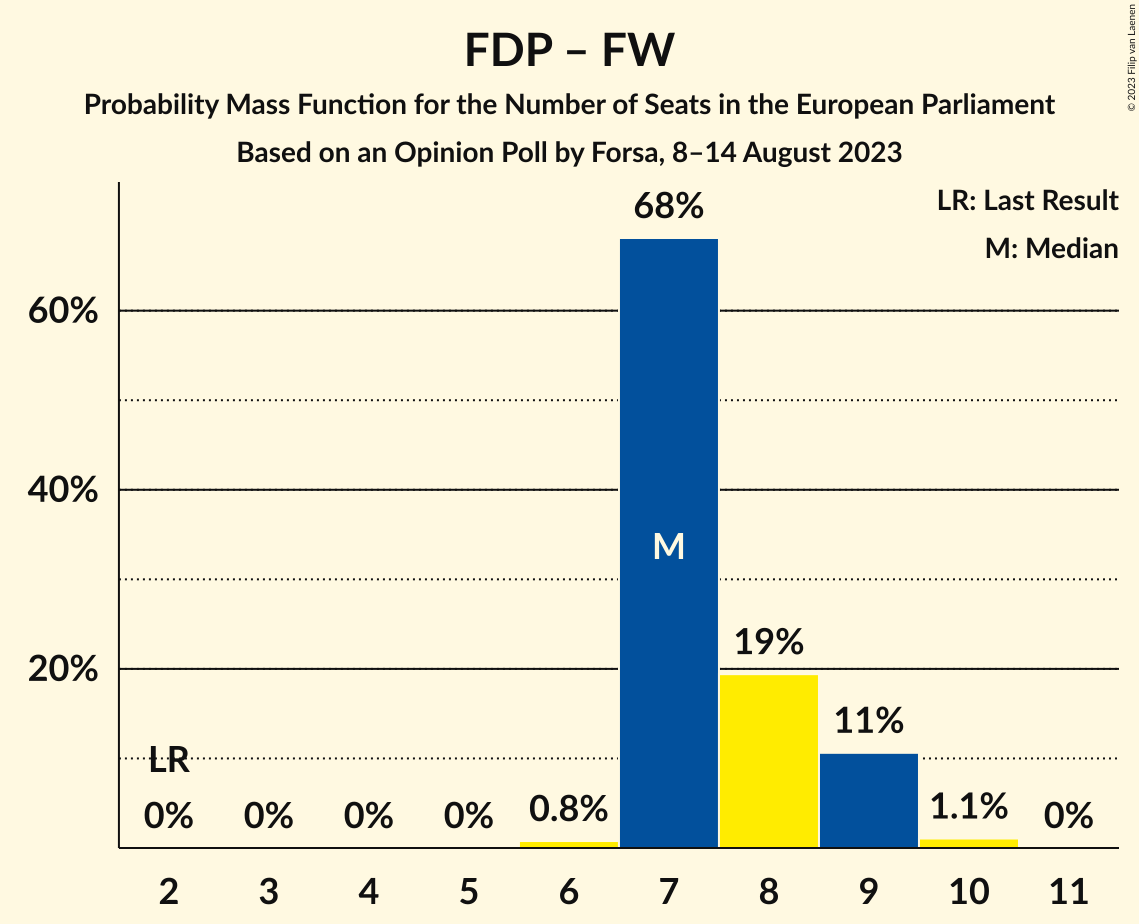 FDP – FW
Probability Mass Function for the Number of Seats in the European Parliament
Based on an Opinion Poll by Forsa, 8–14 August 2023
© 2023 Filip van Laenen
LR: Last Result
M: Median
68%
60%
40%
M
19%
20%
11%
LR
0% 0% 0% 0% 0.8% 1.1% 0%
2 3 4 5 6 7 8 9 10 11